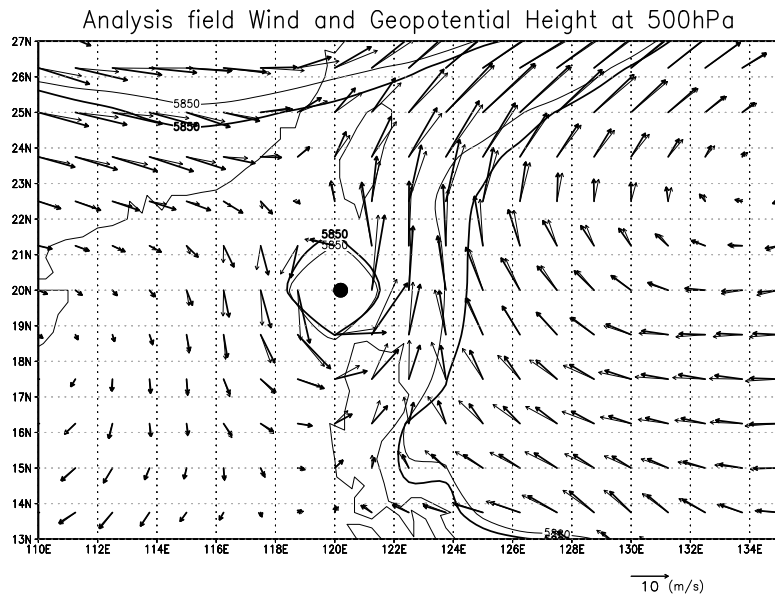 Analysis field Wind and Geopotential Height at 500hPa
27N
26N
5850
25N
5850
24N
23N
22N
5850
5850
21N
20N
19N
18N
17N
16N
15N
14N
13N
110E 112E 114E 116E 118E 120E 122E 124E 126E 128E 130E 132E 134E
10 (m/s)